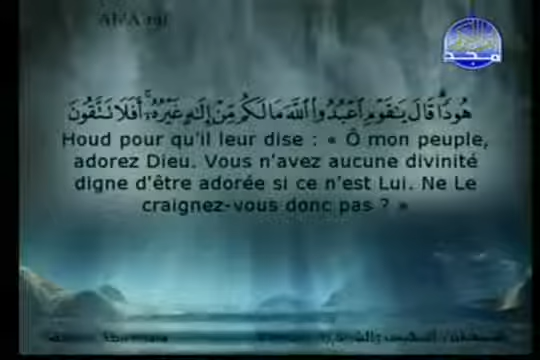 Al-A'raf
مجد
هُودًا ۗ قَالَ يَـٰقَوْمِ ٱعْبُدُوا۟ ٱللَّهَ مَا لَكُم مِّنْ إِلَـٰهٍ غَيْرُهُۥٓ ۚ أَفَلَا تَتَّقُونَ
Houd pour qu'il leur dise : « Ô mon peuple,
adorez Dieu. Vous n'avez aucune divinité
digne d'être adorée si ce n'est Lui. Ne Le
craignez-vous donc pas ? »